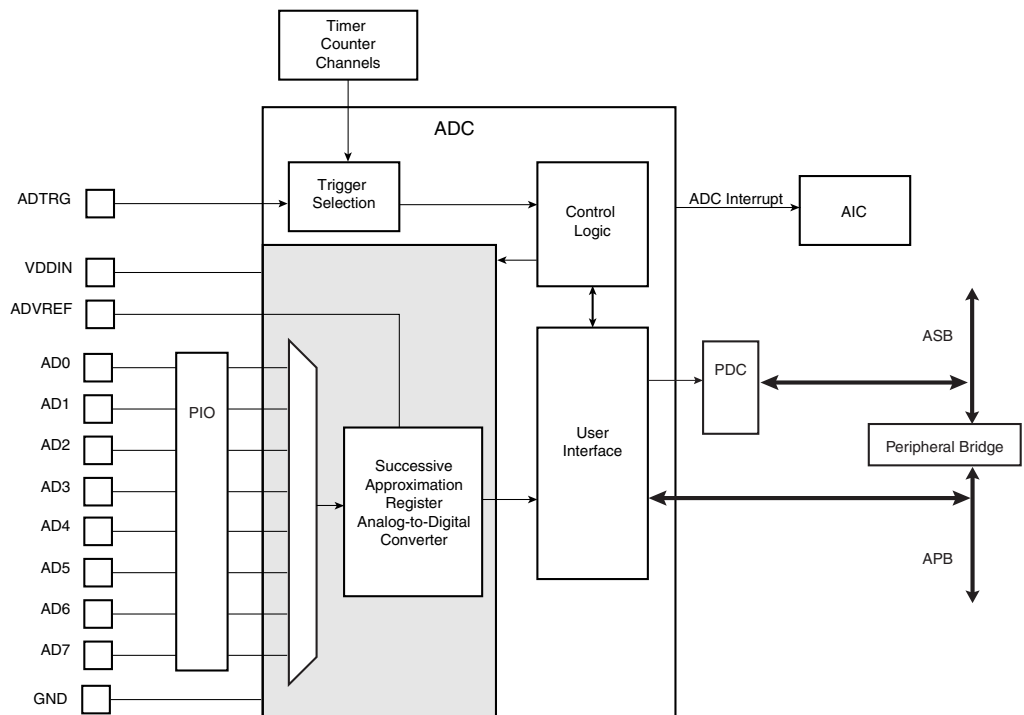 Timer
Counter
Channels
ADC
ADTRG
Trigger
Selection
Control
Logic
ADC Interrupt
AIC
VDDIN
ADVREF
AD0
AD1
AD2
AD3
AD4
AD5
AD6
AD7
GND
PIO
Successive
Approximation
Register
Analog-to-Digital
Converter
User
Interface
PDC
ASB
Peripheral Bridge
APB